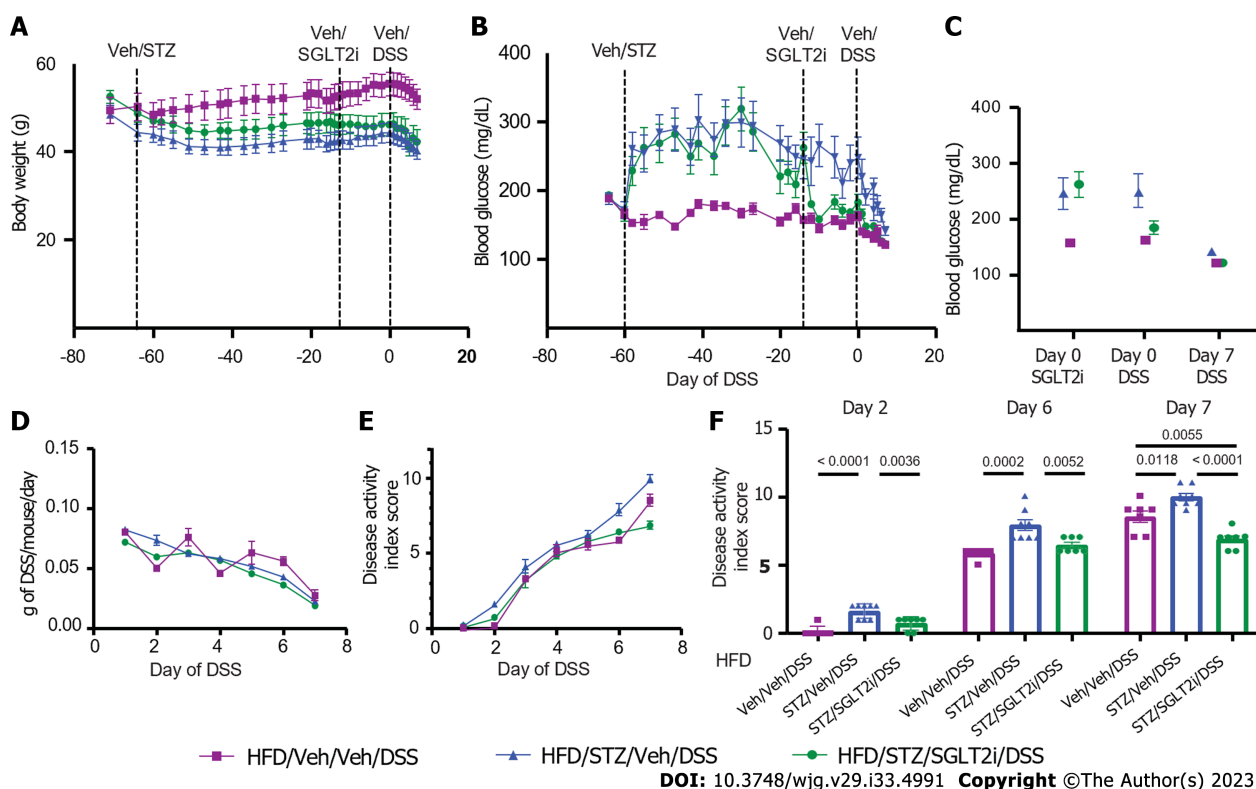 A
Veh/STZ
Veh/
SGLT2i
Veh/
DSS
Body weight (g)
60
40
20
-80
-60
-40
-20
0
20
B
Veh/STZ
Veh/
SGLT2i
Veh/
DSS
Blood glucose (mg/dL)
400
300
200
100
-80
-60
-40
-20
0
20
Day of DSS
C
Blood glucose (mg/dL)
400
300
200
100
Day 0
SGLT2i
Day 0
DSS
Day 7
DSS
D
g of DSS/mouse/day
0.15
0.10
0.05
0.00
0
2
4
6
8
Day of DSS
E
Disease activity
index score
10
5
0
0
2
4
6
8
Day of DSS
F
Day 2
Day 6
Day 7
Disease activity
index score
15
10
5
0
< 0.0001
0.0036
0.0002
0.0052
0.0055
0.0118
< 0.0001
HFD
Veh/Veh/DSS
STZ/Veh/DSS
STZ/SGLT2i/DSS
Veh/Veh/DSS
STZ/Veh/DSS
STZ/SGLT2i/DSS
Veh/Veh/DSS
STZ/Veh/DSS
STZ/SGLT2i/DSS
HFD/Veh/Veh/DSS
HFD/STZ/Veh/DSS
HFD/STZ/SGLT2i/DSS
DOI: 10.3748/wjg.v29.i33.4991 Copyright ©The Author(s) 2023